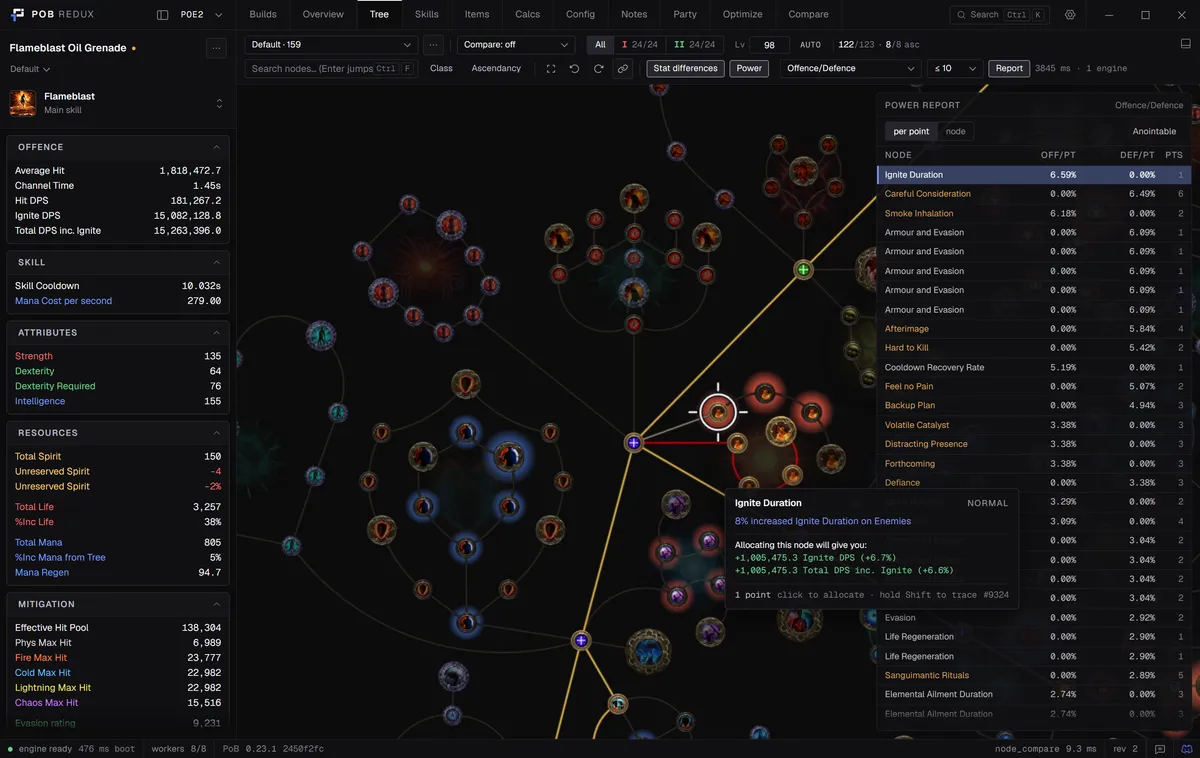 POB REDUX
POE2
Builds
Overview
Tree
Skills
Items
Calcs
Config
Notes
Party
Optimize
Compare
Search Ctrl K
Flameblast Oil Grenade
Default
Default · 159
Compare: off
All
I 24/24
II 24/24
Lv 98 AUTO 122/123 · 8/8 asc
Search nodes... (Enter jumps Ctrl F
Class
Ascendancy
Stat differences
Power
Offence/Defence
≤ 10
Report
3845 ms · 1 engine
Flameblast
Main skill
OFFENCE
Average Hit 1,818,472.7
Channel Time 1.45s
Hit DPS 181,267
Ignite DPS 15,082,128.8
Total DPS inc. Ignite 15,263,396.0
SKILL
Skill Cooldown 10.032s
Mana Cost per second 279.00
ATTRIBUTES
Strength 135
Dexterity 64
Dexterity Required 76
Intelligence 155
RESOURCES
Total Spirit 150
Unreserved Spirit -4
Unreserved Spirit -2%
Total Life 3,257
%Inc Life 38%
Total Mana 805
%Inc Mana from Tree 5%
Mana Regen 94.7
MITIGATION
Effective Hit Pool 138,304
Phys Max Hit 6,989
Fire Max Hit 23,777
Cold Max Hit 22,982
Lightning Max Hit 22,982
Chaos Max Hit 15,516
Evasion rating 9,231
POWER REPORT Offence/Defence
per point node Anointable
NODE OFF/PT DEF/PT PTS
Ignite Duration 6.59% 0.00% 1
Careful Consideration 0.00% 6.49% 6
Smoke Inhalation 6.18% 0.00% 2
Armour and Evasion 0.00% 6.09% 1
Armour and Evasion 0.00% 6.09% 1
Armour and Evasion 0.00% 6.09% 1
Armour and Evasion 0.00% 6.09% 1
Armour and Evasion 0.00% 6.09% 1
Afterimage 0.00% 5.84% 4
Hard to Kill 0.00% 5.42% 2
Cooldown Recovery Rate 5.19% 0.00% 1
Feel no Pain 0.00% 5.07% 2
Backup Plan 0.00% 4.94% 3
Volatile Catalyst 3.38% 0.00% 3
Distracting Presence 3.38% 0.00% 3
Forthcoming 3.38% 0.00% 3
Defiance 0.00% 3.38% 3
3.29% 0.00% 2
3.09% 0.00% 4
0.00% 3.04% 2
0.00% 3.04% 2
0.00% 3.04% 2
0.00% 3.04% 2
Evasion 0.00% 2.92% 2
Life Regeneration 0.00% 2.90% 1
Life Regeneration 0.00% 2.90% 1
Sanguimantic Rituals 0.00% 2.89% 5
Elemental Ailment Duration 2.74% 0.00% 3
Elemental Ailment Duration 2.74% 0.00% 3
Ignite Duration NORMAL
8% increased Ignite Duration on Enemies
Allocating this node will give you:
+1,005,475.3 Ignite DPS (+6.7%)
+1,005,475.3 Total DPS inc. Ignite (+6.6%)
1 point click to allocate · hold Shift to trace #9324
engine ready 476 ms boot workers 8/8 PoB 0.23.1 2450f2fc
node_compare 9.3 ms rev 2